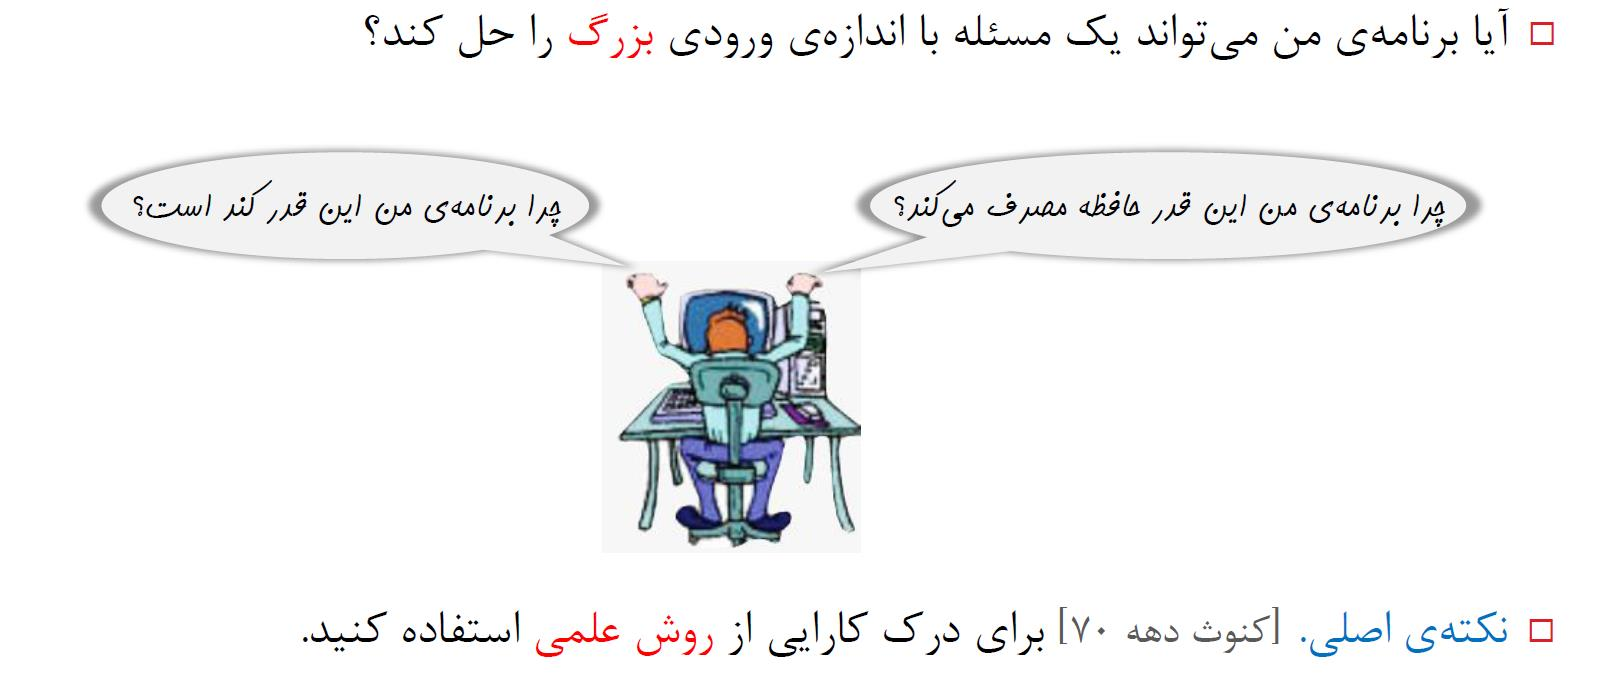 آیا برنامه‌ی من می‌تواند یک مسئله با اندازه‌ی ورودی بزرگ را حل کند؟
چرا برنامه‌ی من این قدر حافظه مصرف می‌کند؟
چرا برنامه‌ی من این قدر کند است؟
نکته‌ی اصلی. [کنوث دهه ۷۰] برای درک کارایی از روش علمی استفاده کنید.